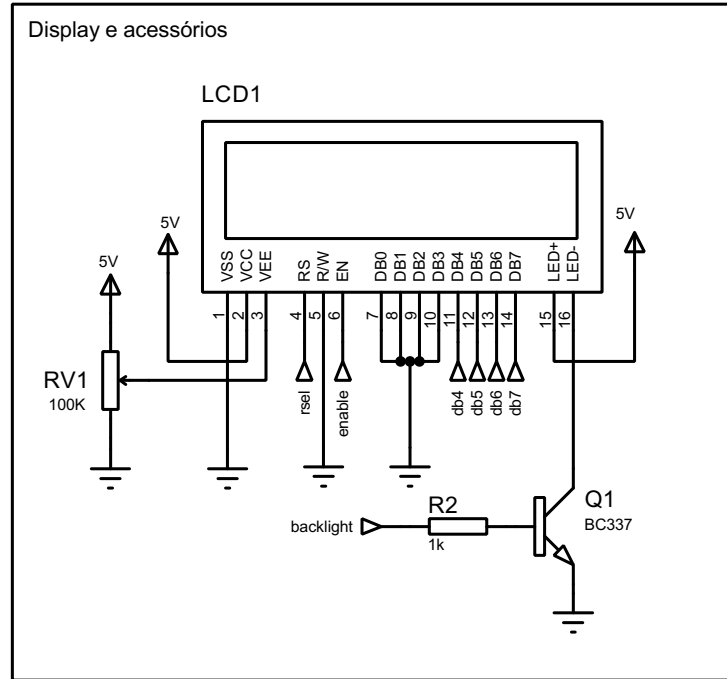 Display e acessórios
LCD1
5V
5V
5V
VSS
VCC
VEE
RS
R/W
EN
DB0
DB1
DB2
DB3
DB4
DB5
DB6
DB7
LED+
LED-
1
2
3
4
5
6
7
8
9
10
11
12
13
14
15
16
RV1
100K
rsel
enable
db4
db5
db6
db7
backlight
R2
1k
Q1
BC337